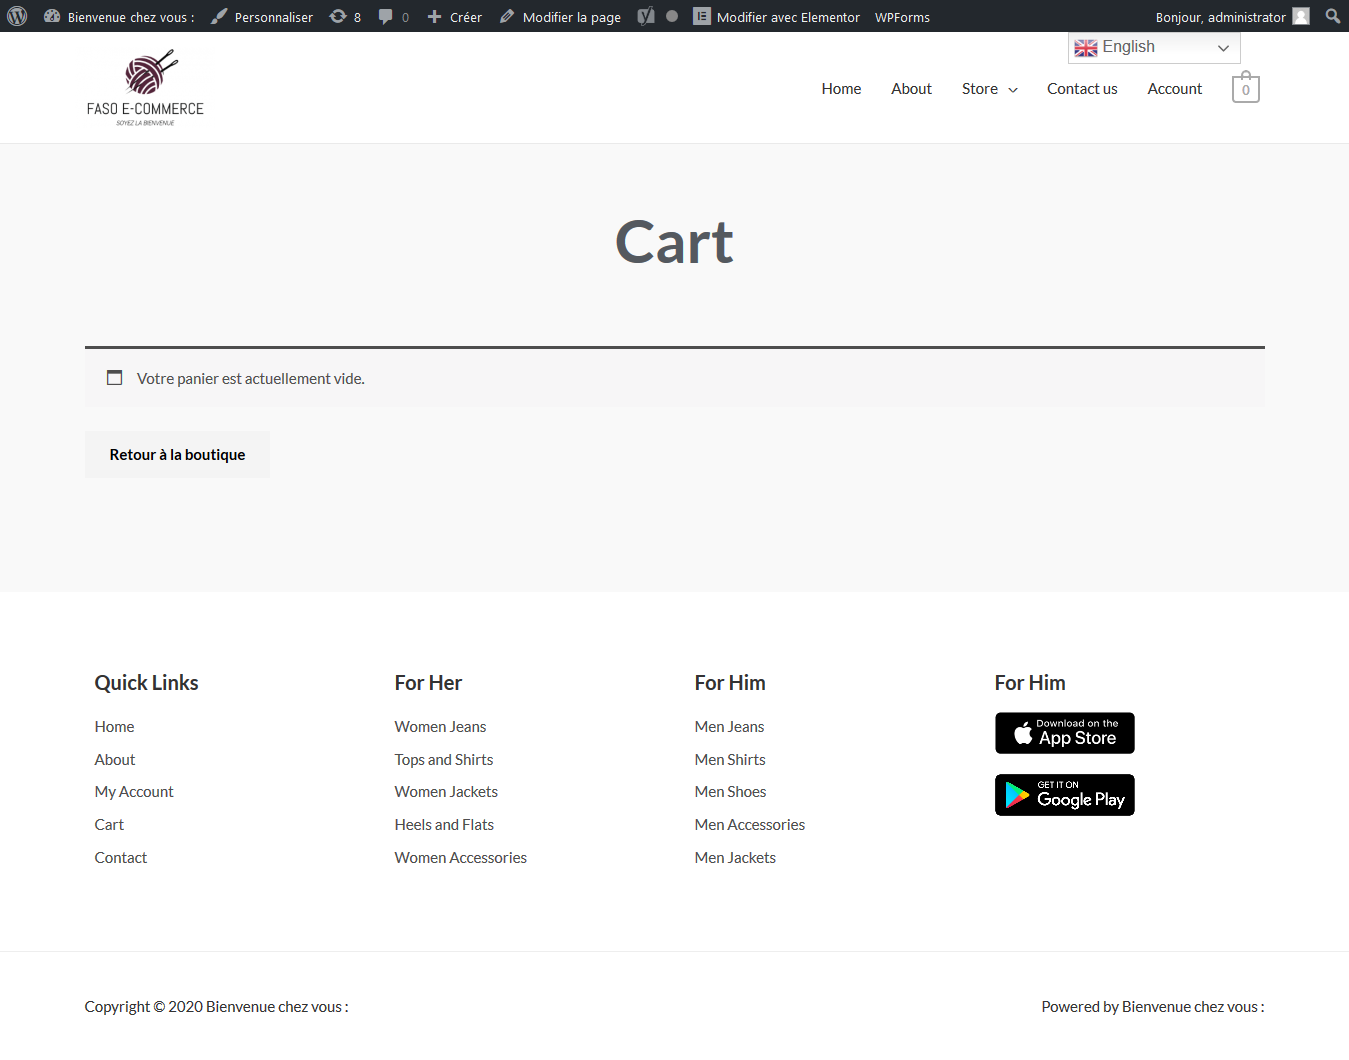 Bienvenue chez vous :
Personnaliser
8
0
Créer
Modifier la page
Modifier avec Elementor
WPForms
Bonjour, administrator
FASO E-COMMERCE
SOYEZ LA BIENVENUE
English
Home
About
Store
Contact us
Account
0
Cart
Votre panier est actuellement vide.
Retour à la boutique
Quick Links
Home
About
My Account
Cart
Contact
For Her
Women Jeans
Tops and Shirts
Women Jackets
Heels and Flats
Women Accessories
For Him
Men Jeans
Men Shirts
Men Shoes
Men Accessories
Men Jackets
For Him
Download on the
App Store
GET IT ON
Google Play
Copyright © 2020 Bienvenue chez vous :
Powered by Bienvenue chez vous :